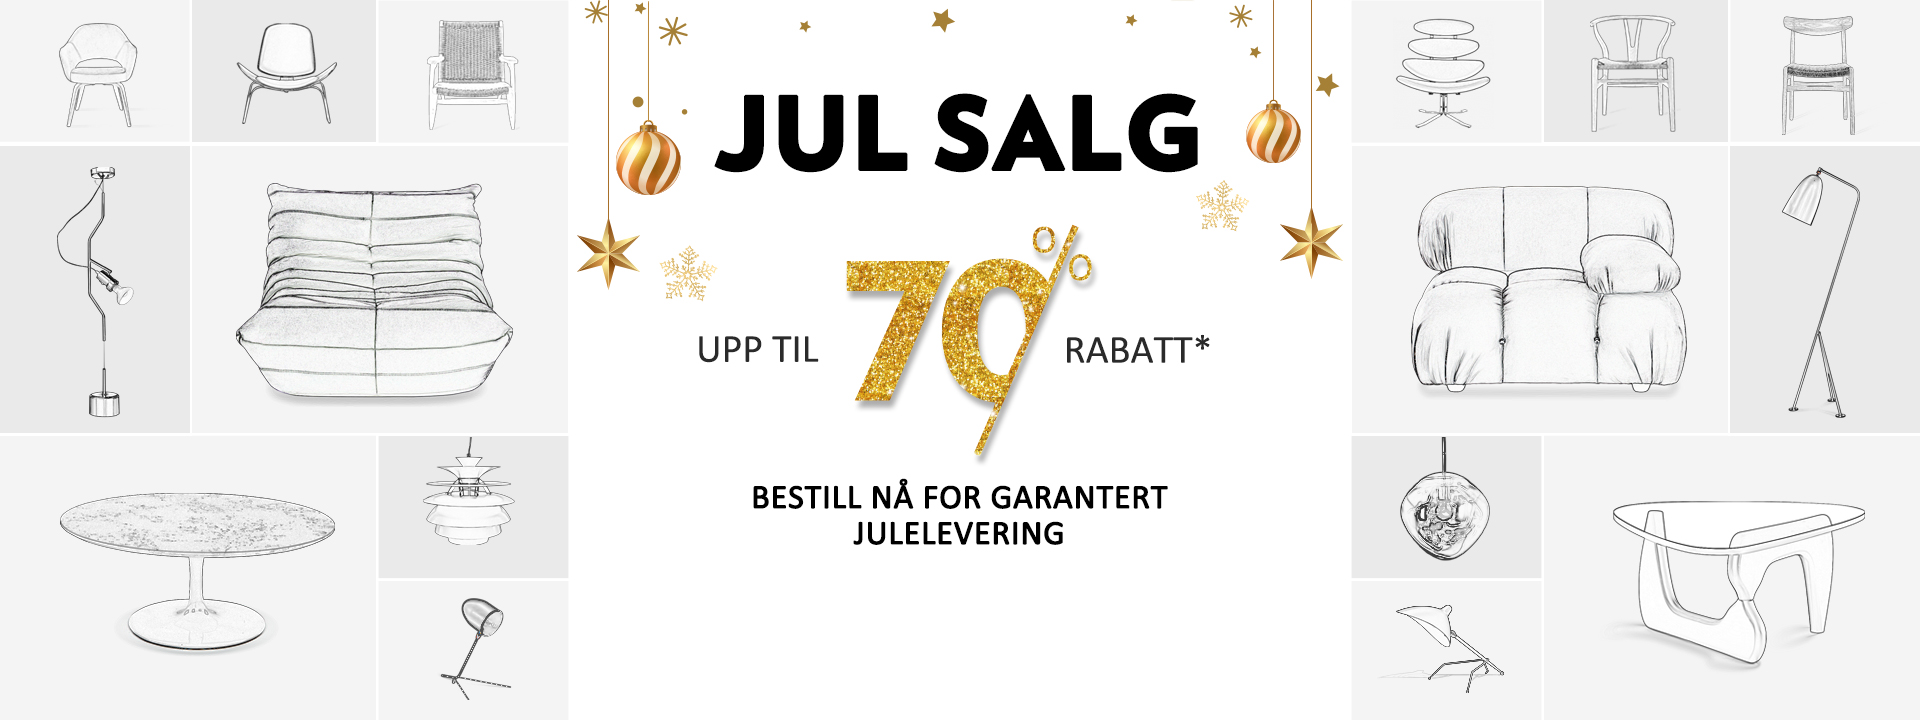 JUL SALG
UPP TIL 70% RABATT*
BESTILL NÅ FOR GARANTERT
JULELEVERING